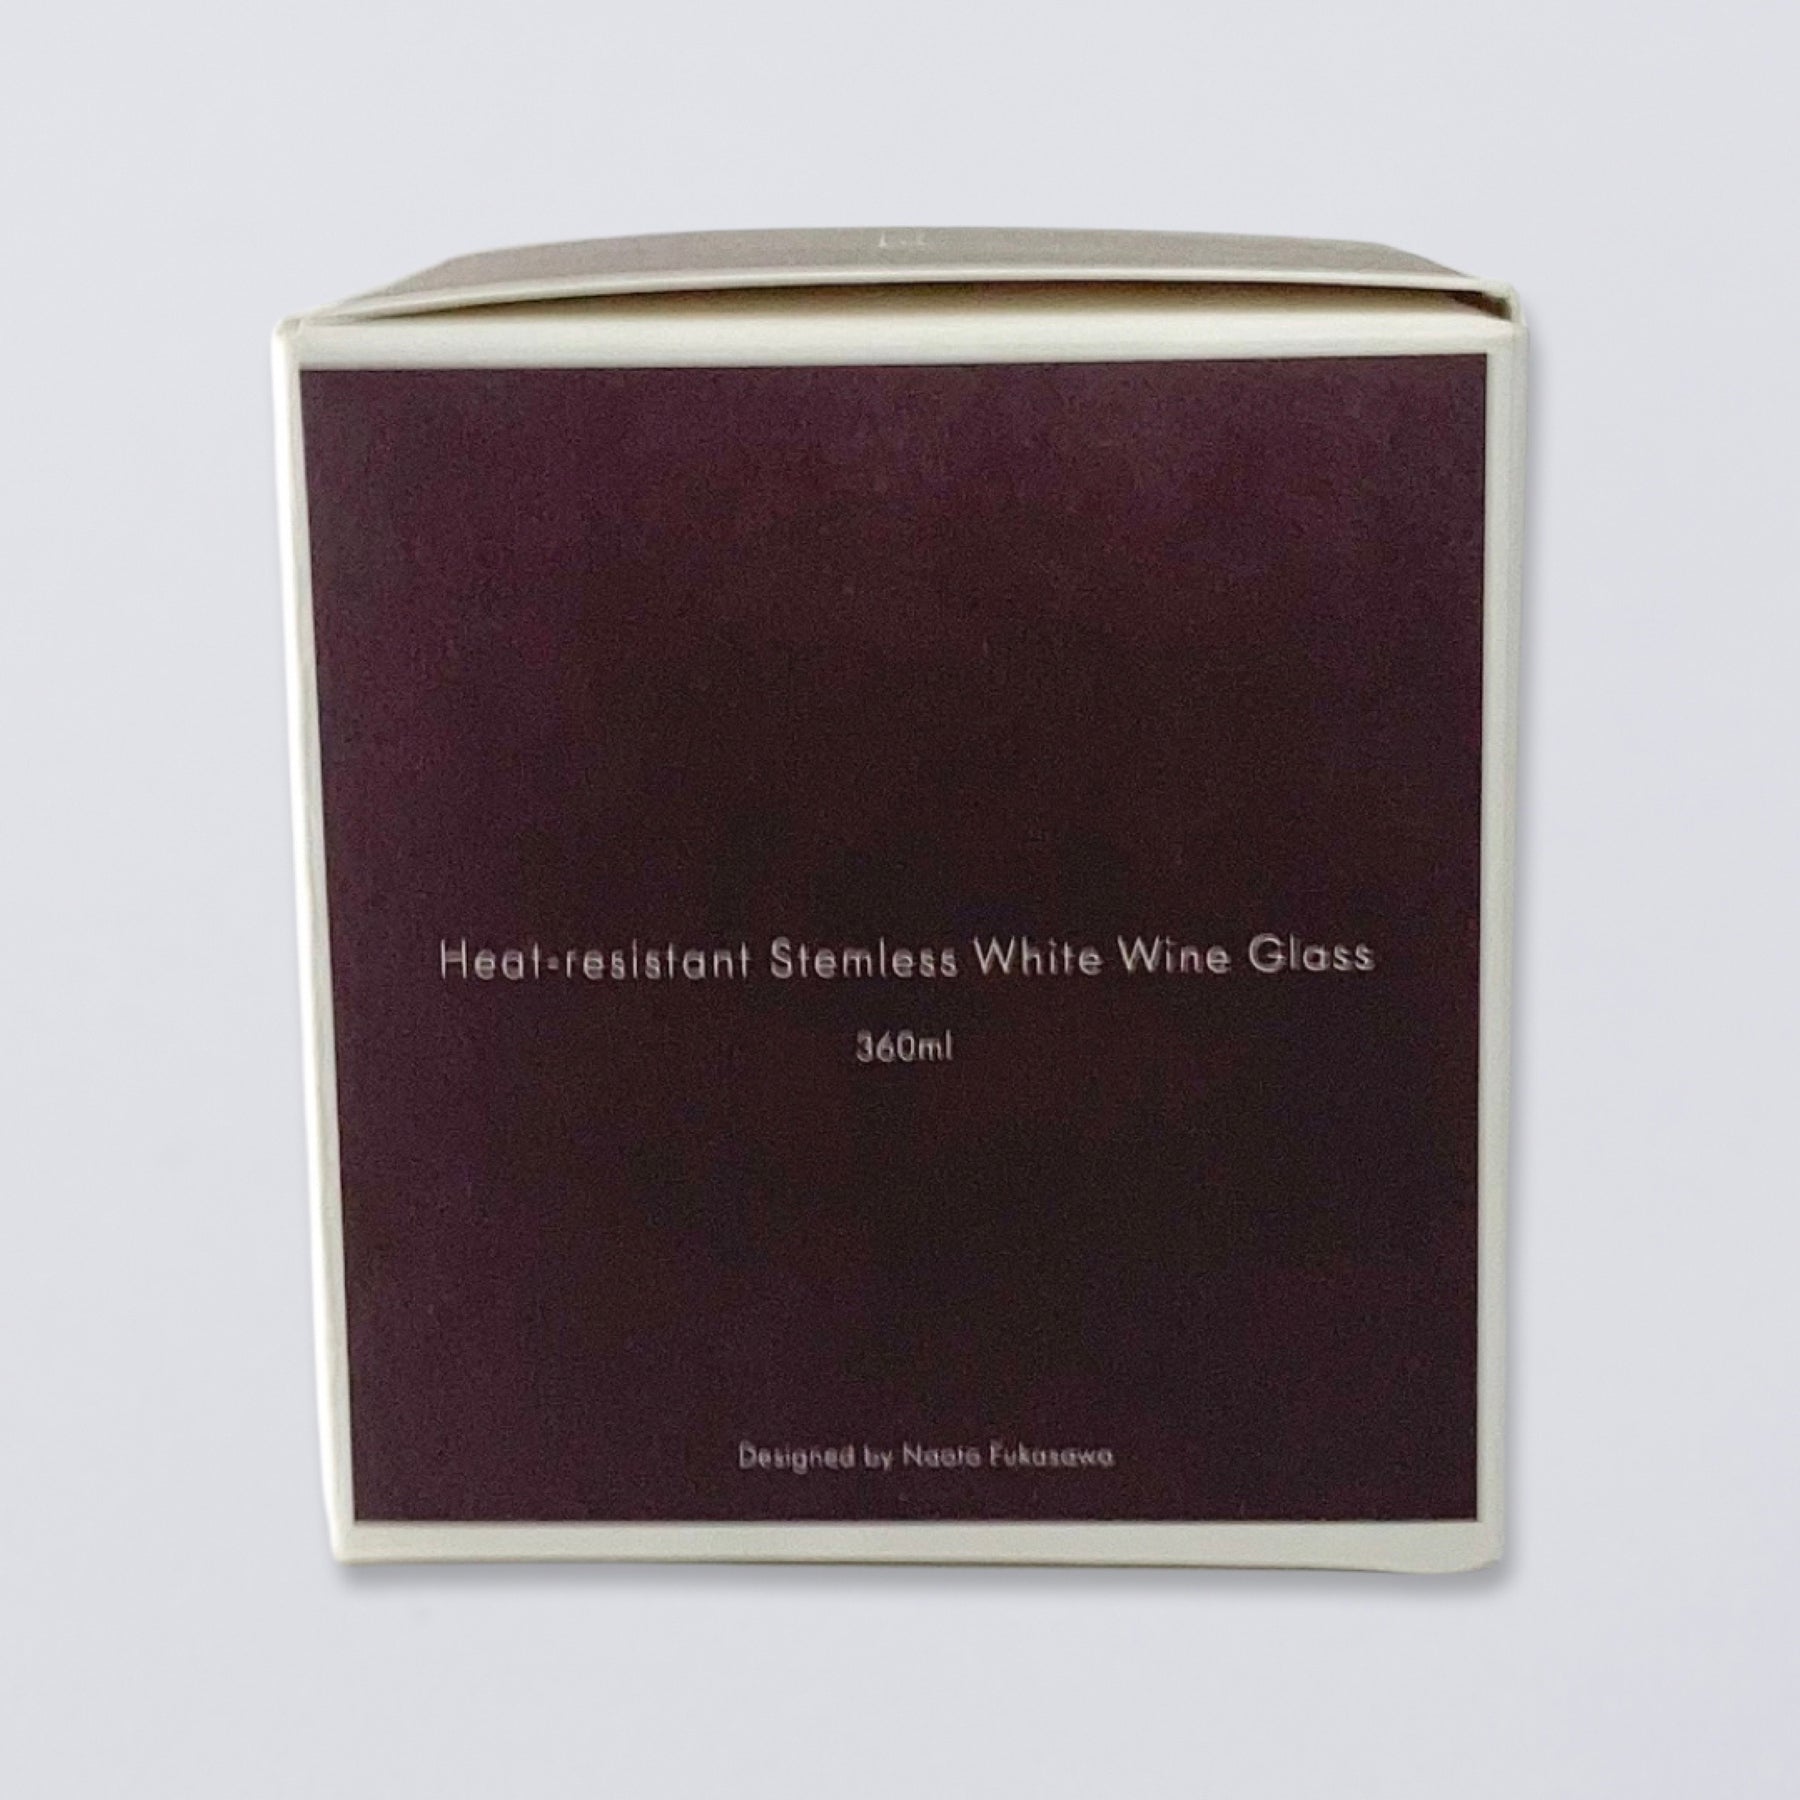 Heat-resistant Stemless White Wine Glass
360ml
Designed by Naoto Fukasawa